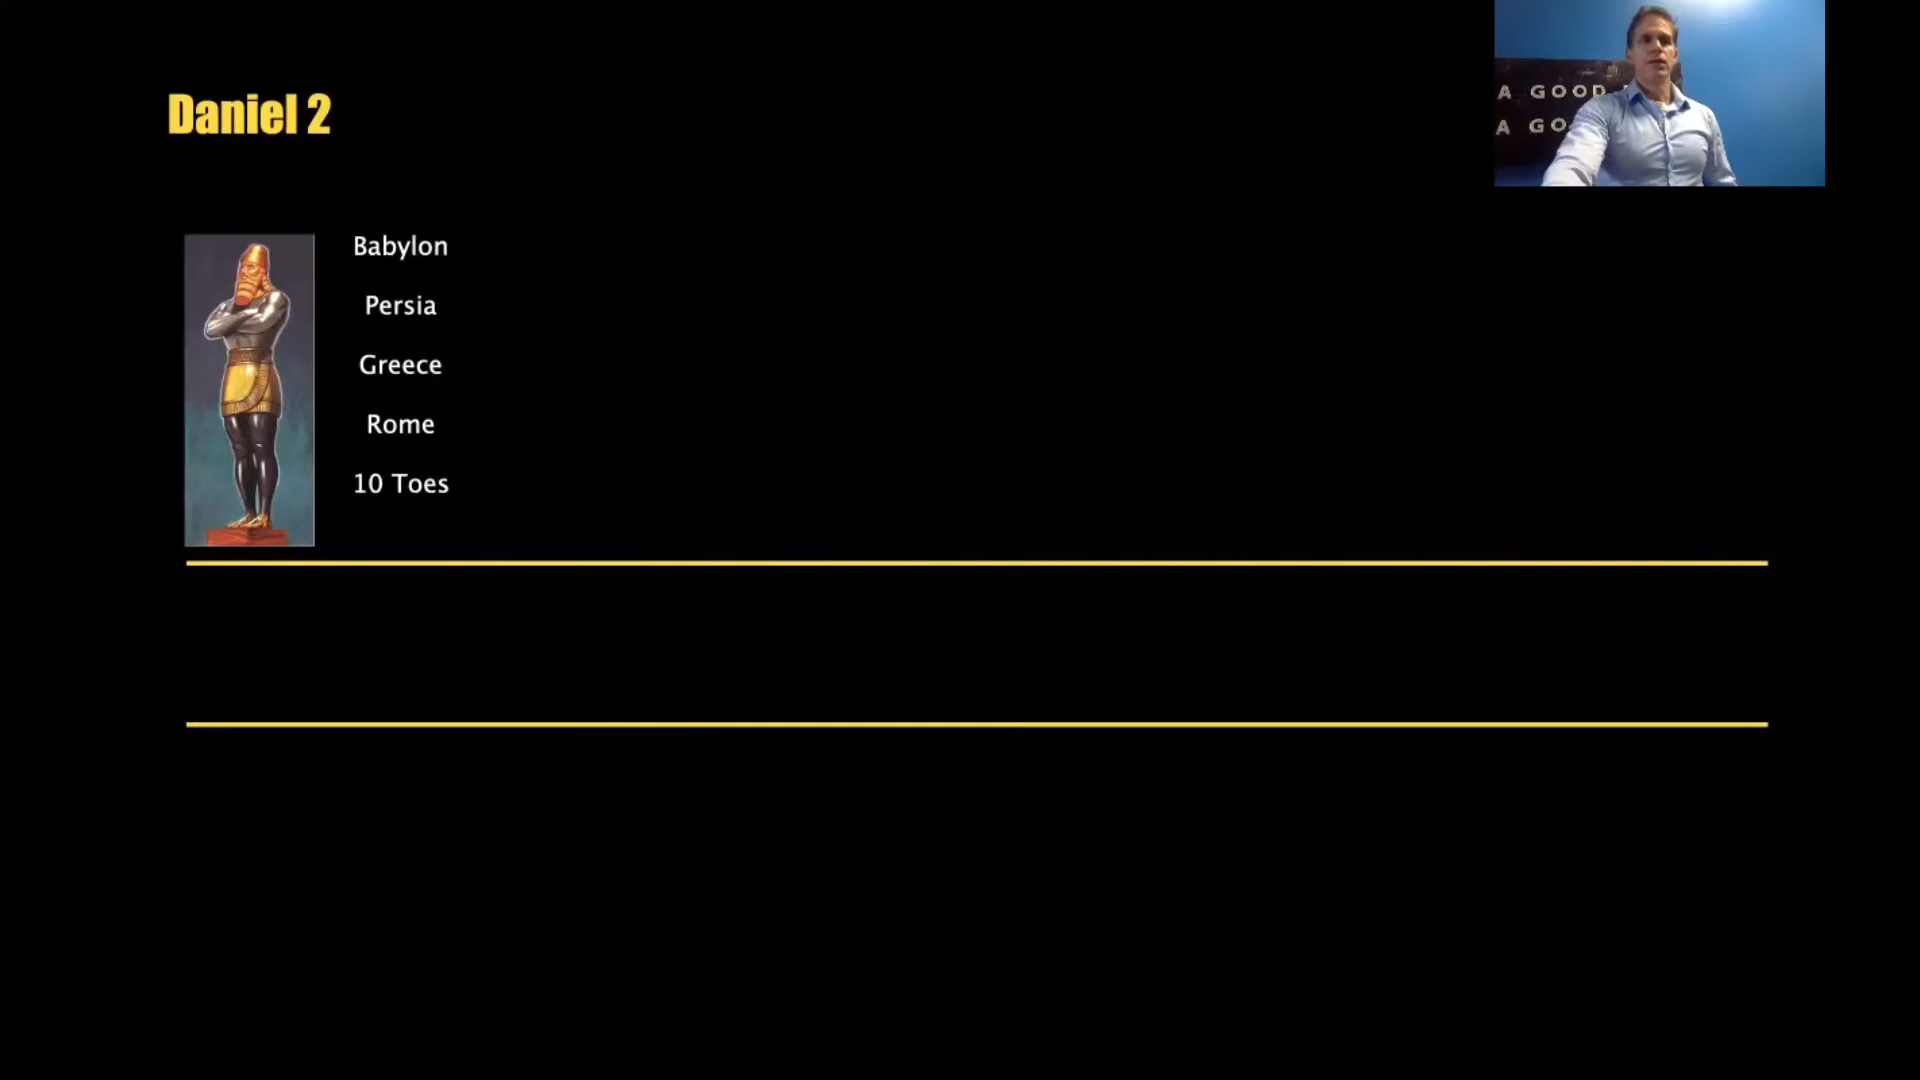 Daniel 2
A GOOD
A GO
Babylon
Persia
Greece
Rome
10 Toes